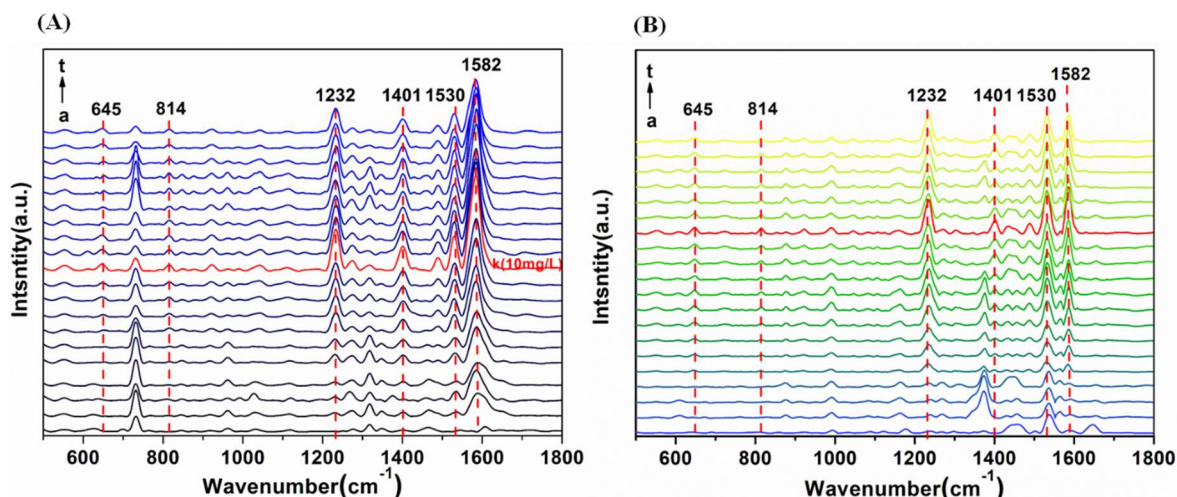 (A)
t
a
645
814
1232
1401
1530
1582
k(10mg/L)
Intsntity(a.u.)
600
800
1000
1200
1400
1600
1800
Wavenumber(cm-1)
(B)
t
a
645
814
1232
1401
1530
1582
Intsntity(a.u.)
600
800
1000
1200
1400
1600
1800
Wavenumber(cm-1)